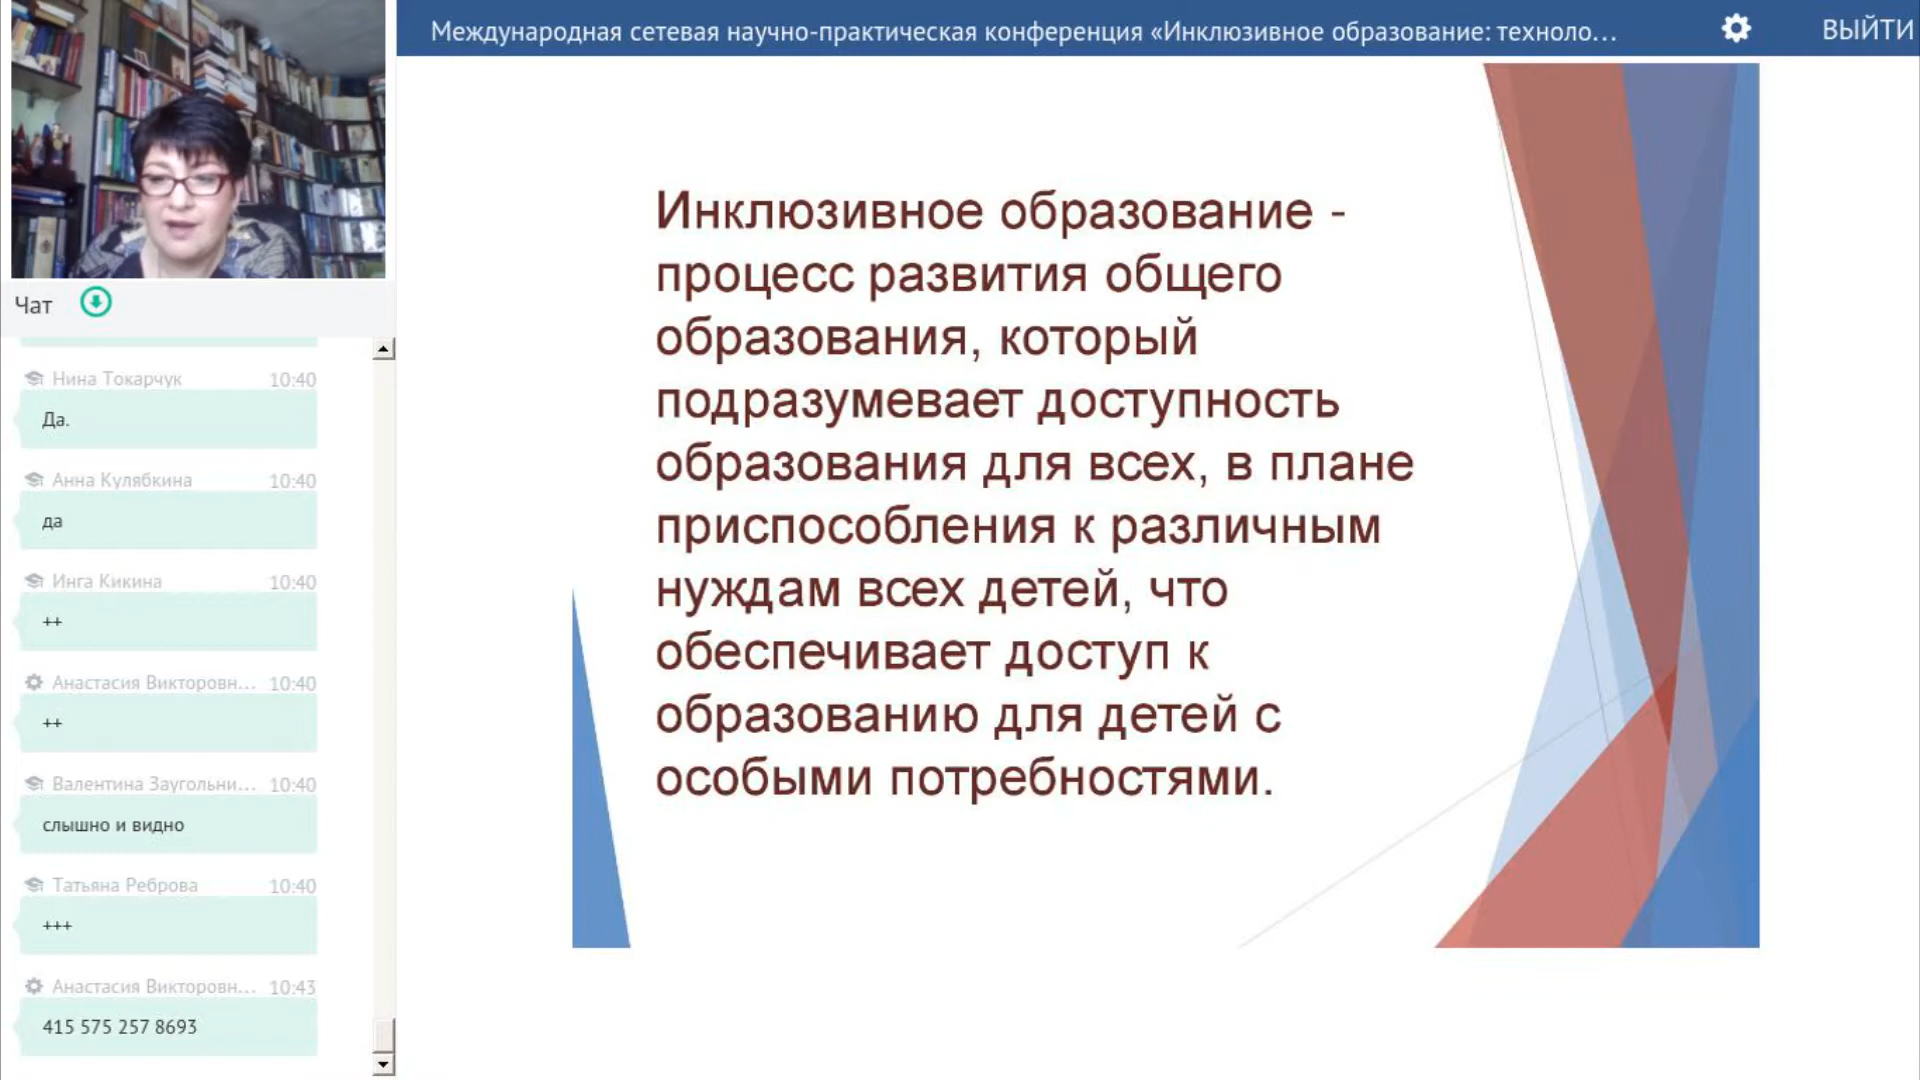 Международная сетевая научно-практическая конференция «Инклюзивное образование: техноло...
ВЫЙТИ
Чат
Нина Токарчук 10:40
Да.
Анна Кулябкина 10:40
да
Инга Кикина 10:40
++
Анастасия Викторовн... 10:40
++
Валентина Заугольни... 10:40
слышно и видно
Татьяна Реброва 10:40
+++
Анастасия Викторовн... 10:43
415 575 257 8693
Инклюзивное образование -
процесс развития общего
образования, который
подразумевает доступность
образования для всех, в плане
приспособления к различным
нуждам всех детей, что
обеспечивает доступ к
образованию для детей с
особыми потребностями.